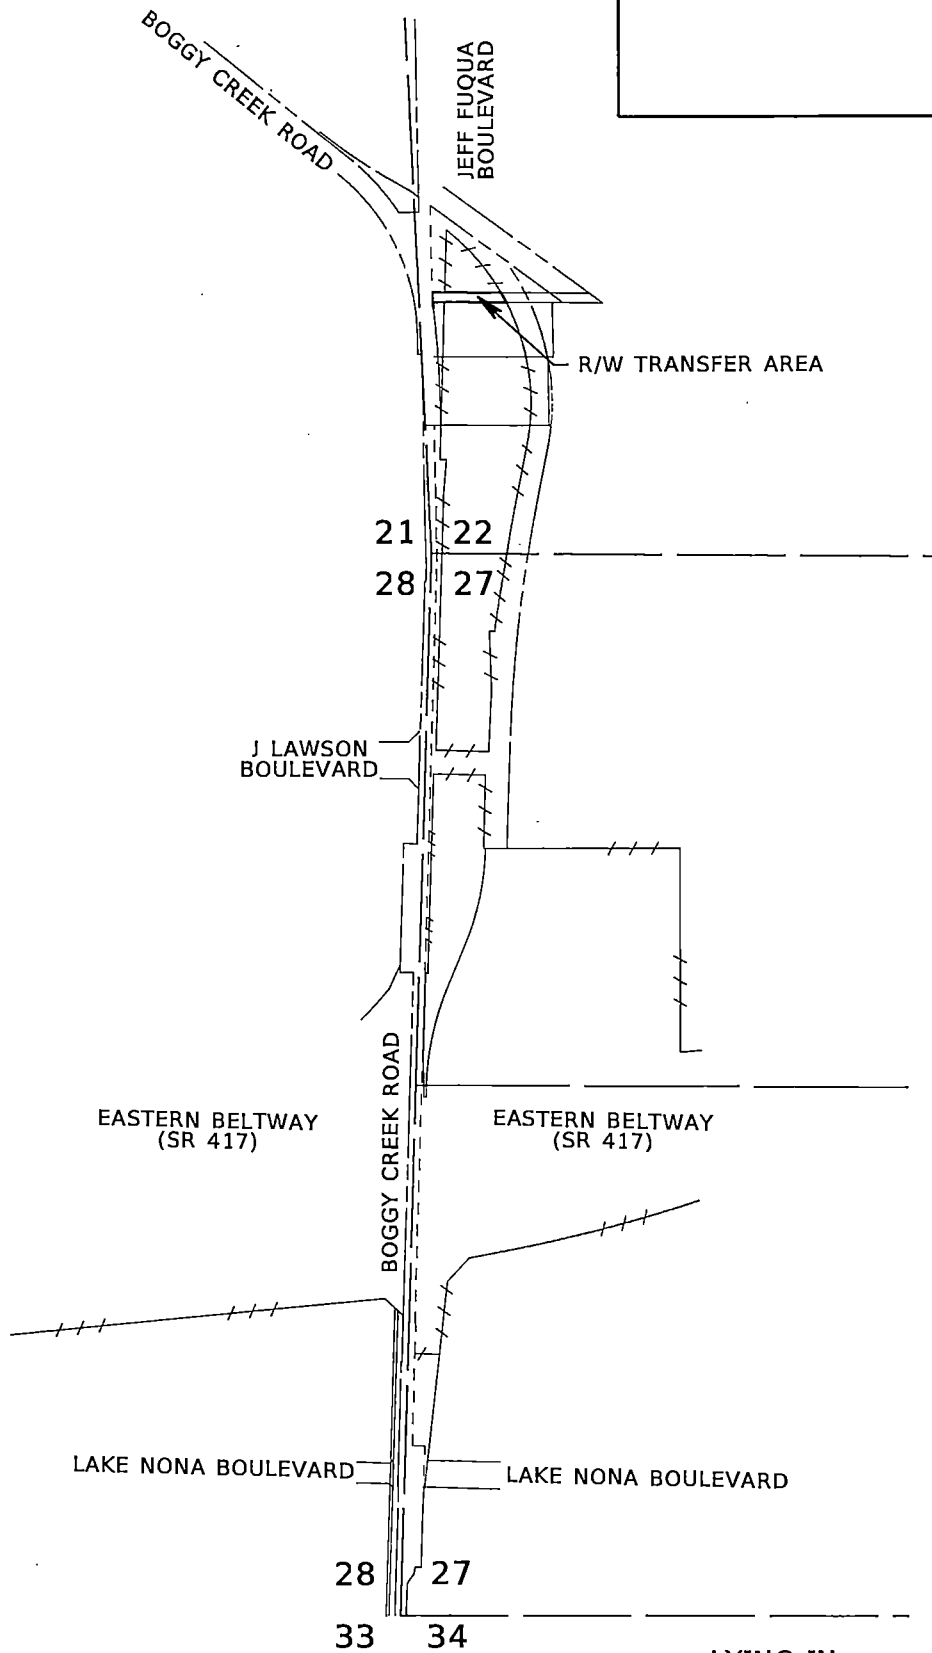 BOGGY CREEK ROAD
JEFF FUQUA
BOULEVARD
R/W TRANSFER AREA
21 22
28 27
J LAWSON
BOULEVARD
BOGGY CREEK ROAD
EASTERN BELTWAY
(SR 417)
EASTERN BELTWAY
(SR 417)
LAKE NONA BOULEVARD
LAKE NONA BOULEVARD
28 27
33 34